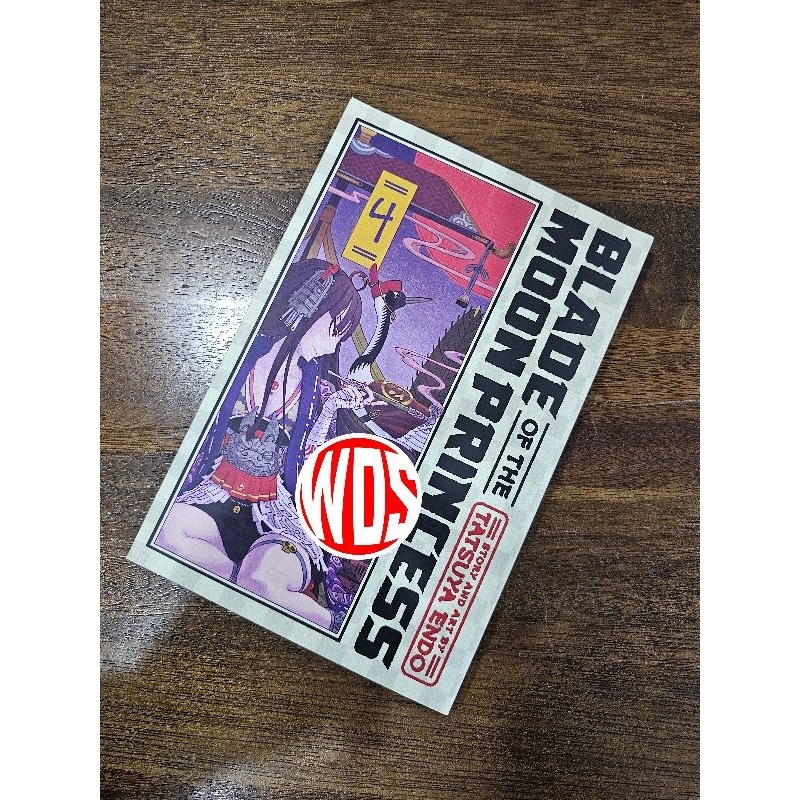 BLADE
OF THE
MOON PRINCESS
STORY AND ART BY
TATSUYA ENDO
4
WDS